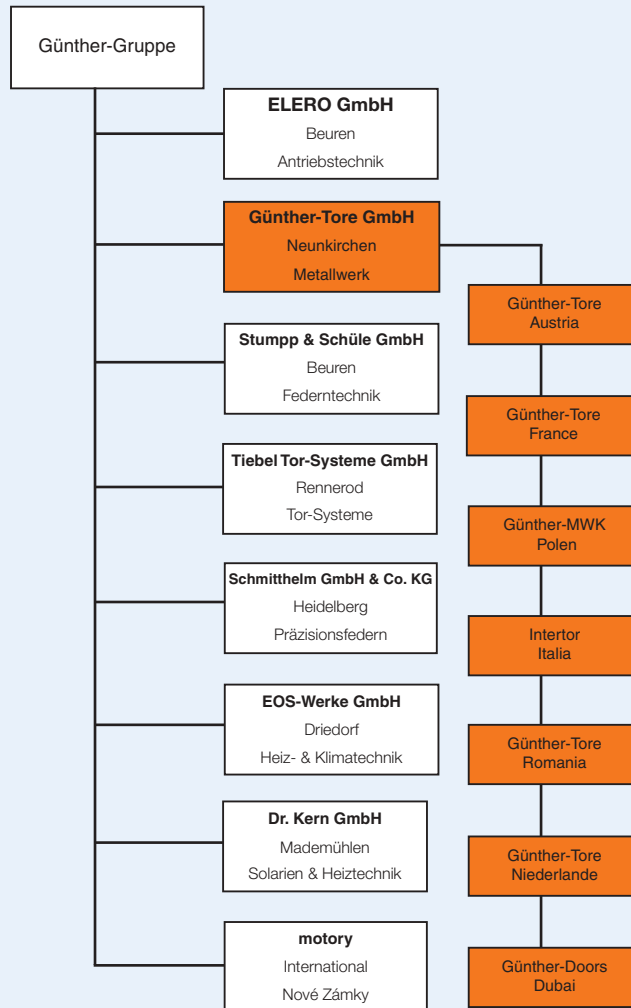 Günther-Gruppe
ELERO GmbH
Beuren
Antriebstechnik
Günther-Tore GmbH
Neunkirchen
Metallwerk
Günther-Tore
Austria
Stumpp & Schüle GmbH
Beuren
Federntechnik
Günther-Tore
France
Tiebel Tor-Systeme GmbH
Rennerod
Tor-Systeme
Günther-MWK
Polen
Schmitthelm GmbH & Co. KG
Heidelberg
Präzisionsfedern
Intertor
Italia
EOS-Werke GmbH
Driedorf
Heiz- & Klimatechnik
Günther-Tore
Romania
Dr. Kern GmbH
Mademühlen
Solarien & Heiztechnik
Günther-Tore
Niederlande
motory
International
Nové Zámky
Günther-Doors
Dubai